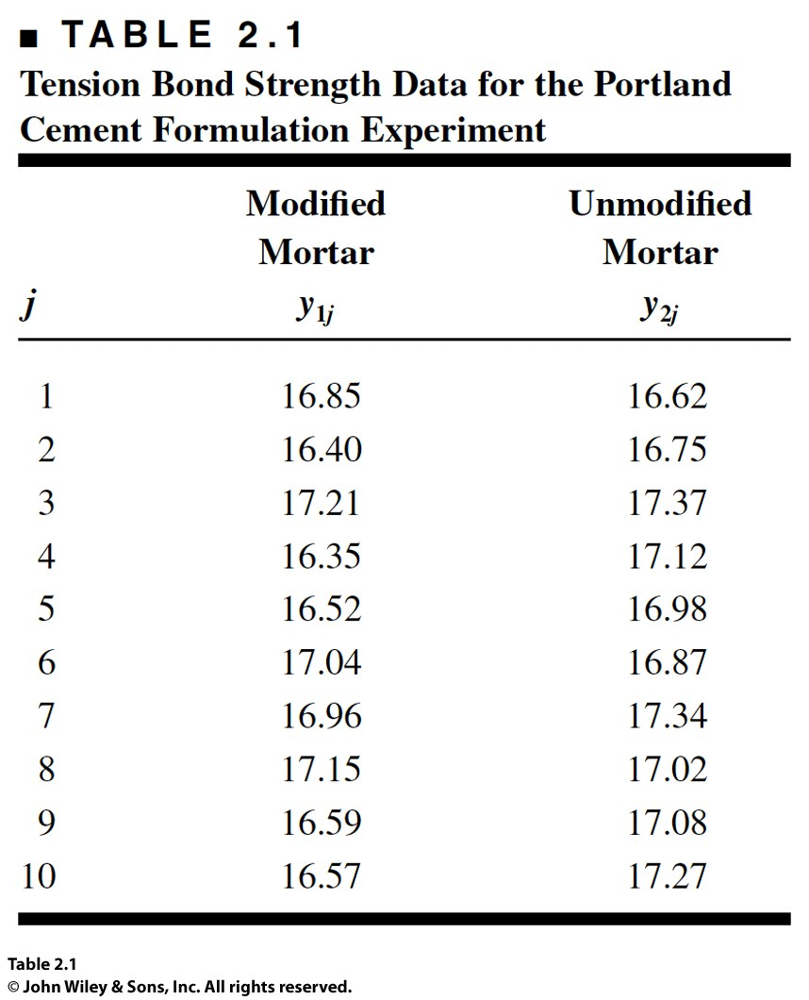 ■ TABLE 2.1
Tension Bond Strength Data for the Portland
Cement Formulation Experiment
Modified Unmodified
Mortar Mortar
j y1j y2j
1 16.85 16.62
2 16.40 16.75
3 17.21 17.37
4 16.35 17.12
5 16.52 16.98
6 17.04 16.87
7 16.96 17.34
8 17.15 17.02
9 16.59 17.08
10 16.57 17.27
Table 2.1
© John Wiley & Sons, Inc. All rights reserved.